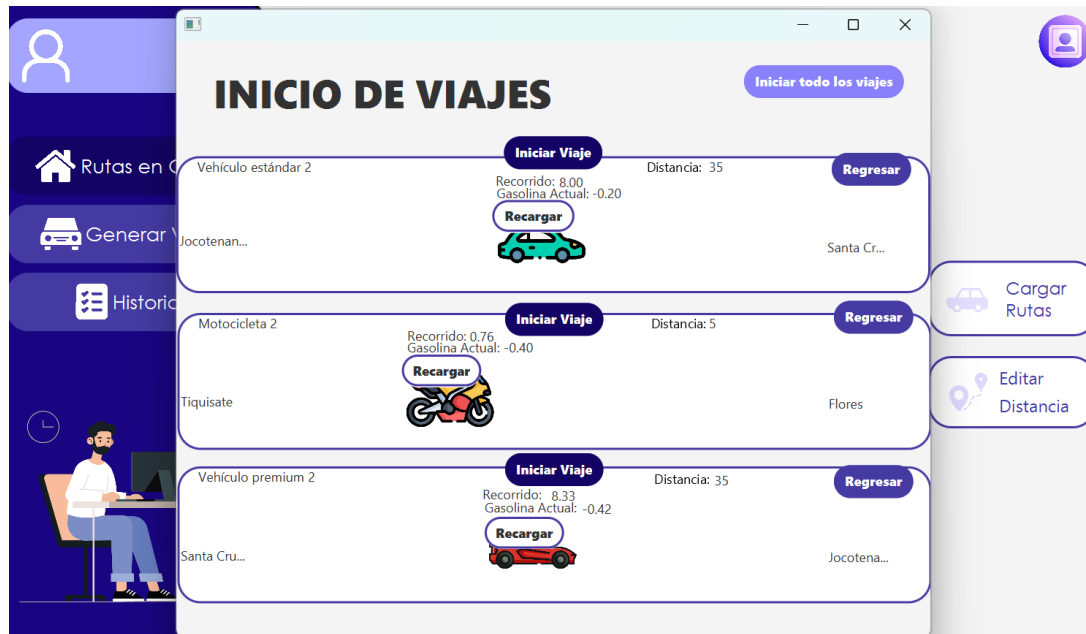 INICIO DE VIAJES
Iniciar todo los viajes
Rutas en C
Generar V
Historic
Iniciar Viaje
Vehículo estándar 2
Distancia: 35
Regresar
Recorrido: 8.00
Gasolina Actual: -0.20
Recargar
Jocotenan...
Santa Cr...
Iniciar Viaje
Motocicleta 2
Distancia: 5
Regresar
Recorrido: 0.76
Gasolina Actual: -0.40
Recargar
Tiquisate
Flores
Iniciar Viaje
Vehículo premium 2
Distancia: 35
Regresar
Recorrido: 8.33
Gasolina Actual: -0.42
Recargar
Santa Cru...
Jocotena...
Cargar
Rutas
Editar
Distancia